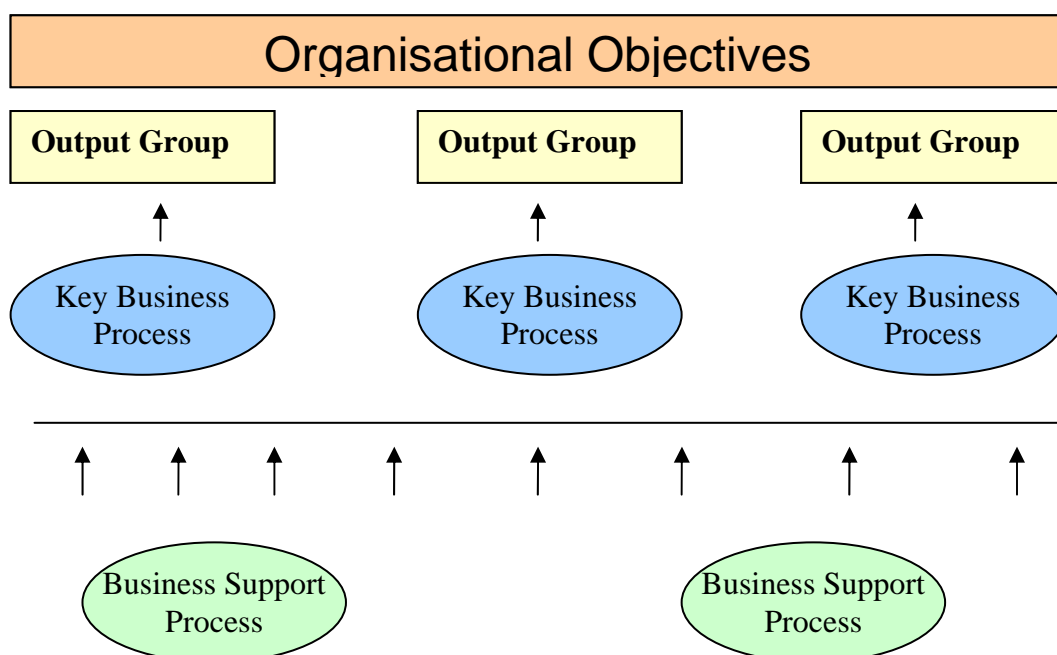 Organisational Objectives
Output Group
Output Group
Output Group
Key Business
Process
Key Business
Process
Key Business
Process
Business Support
Process
Business Support
Process